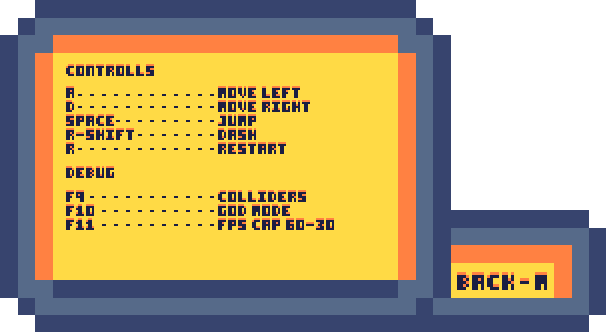 CONTROLLS
A- - - - - - - - - - - - -MOVE LEFT
D- - - - - - - - - - - - -MOVE RIGHT
SPACE- - - - - - - - -JUMP
R-SHIFT- - - - - - -DASH
R- - - - - - - - - - - - -RESTART
DEBUG
F9- - - - - - - - - - - -COLLIDERS
F10 - - - - - - - - - - -GOD MODE
F11 - - - - - - - - - - -FPS CAP 60-30
BACK-M